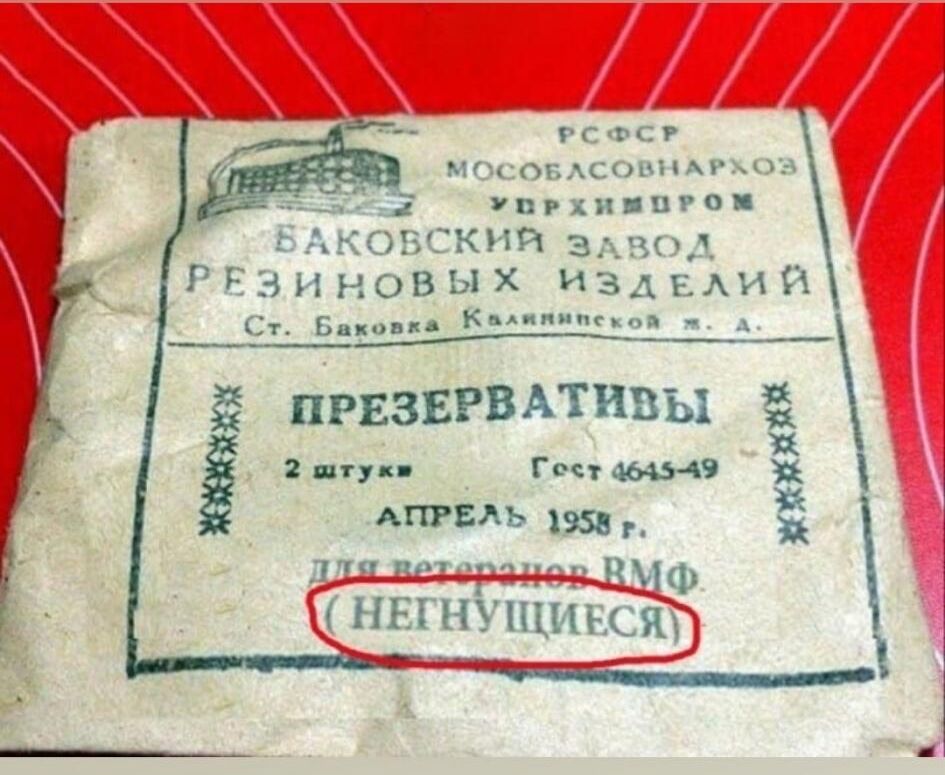 РСФСР
МОСОБЛСОВНАРХОЗ
УПРХИМПРОМ
БАКОВСКИЙ ЗАВОД
РЕЗИНОВЫХ ИЗДЕЛИЙ
Ст. Баковка Калининской ж. д.
ПРЕЗЕРВАТИВЫ
2 штуки Гост 4645-49
АПРЕЛЬ 1958 г.
для ветеранов ВМФ
(НЕГНУЩИЕСЯ)